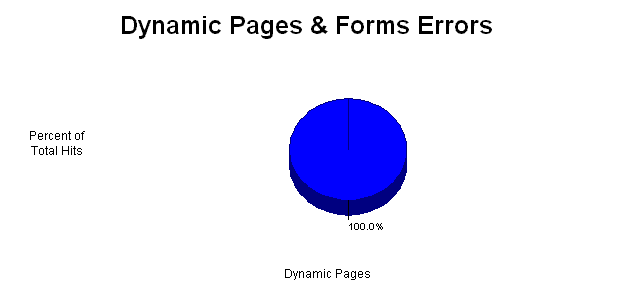 Dynamic Pages & Forms Errors
Percent of
Total Hits
100.0%
Dynamic Pages